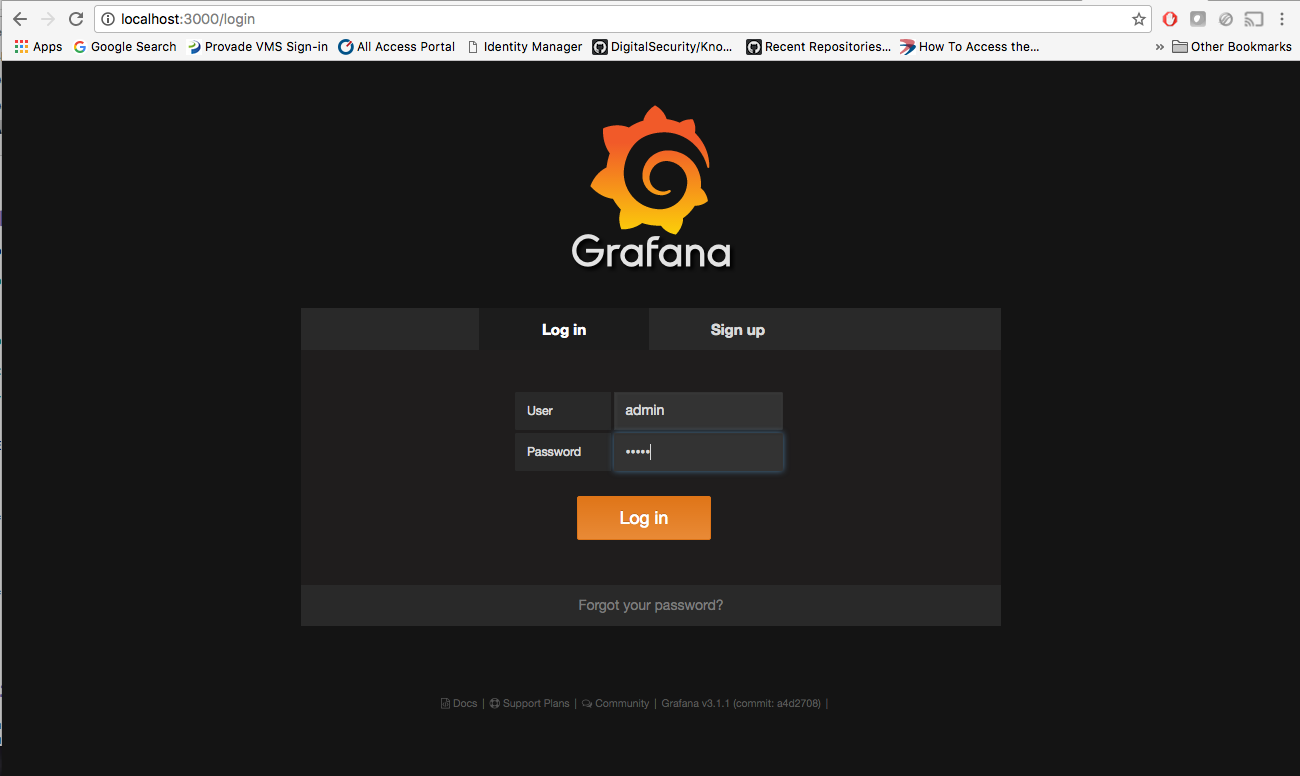 localhost:3000/login
Apps Google Search Provade VMS Sign-in All Access Portal Identity Manager DigitalSecurity/Kno... Recent Repositories... How To Access the... » Other Bookmarks
Grafana
Log in Sign up
User admin
Password •••••
Log in
Forgot your password?
Docs | Support Plans | Community | Grafana v3.1.1 (commit: a4d2708) |